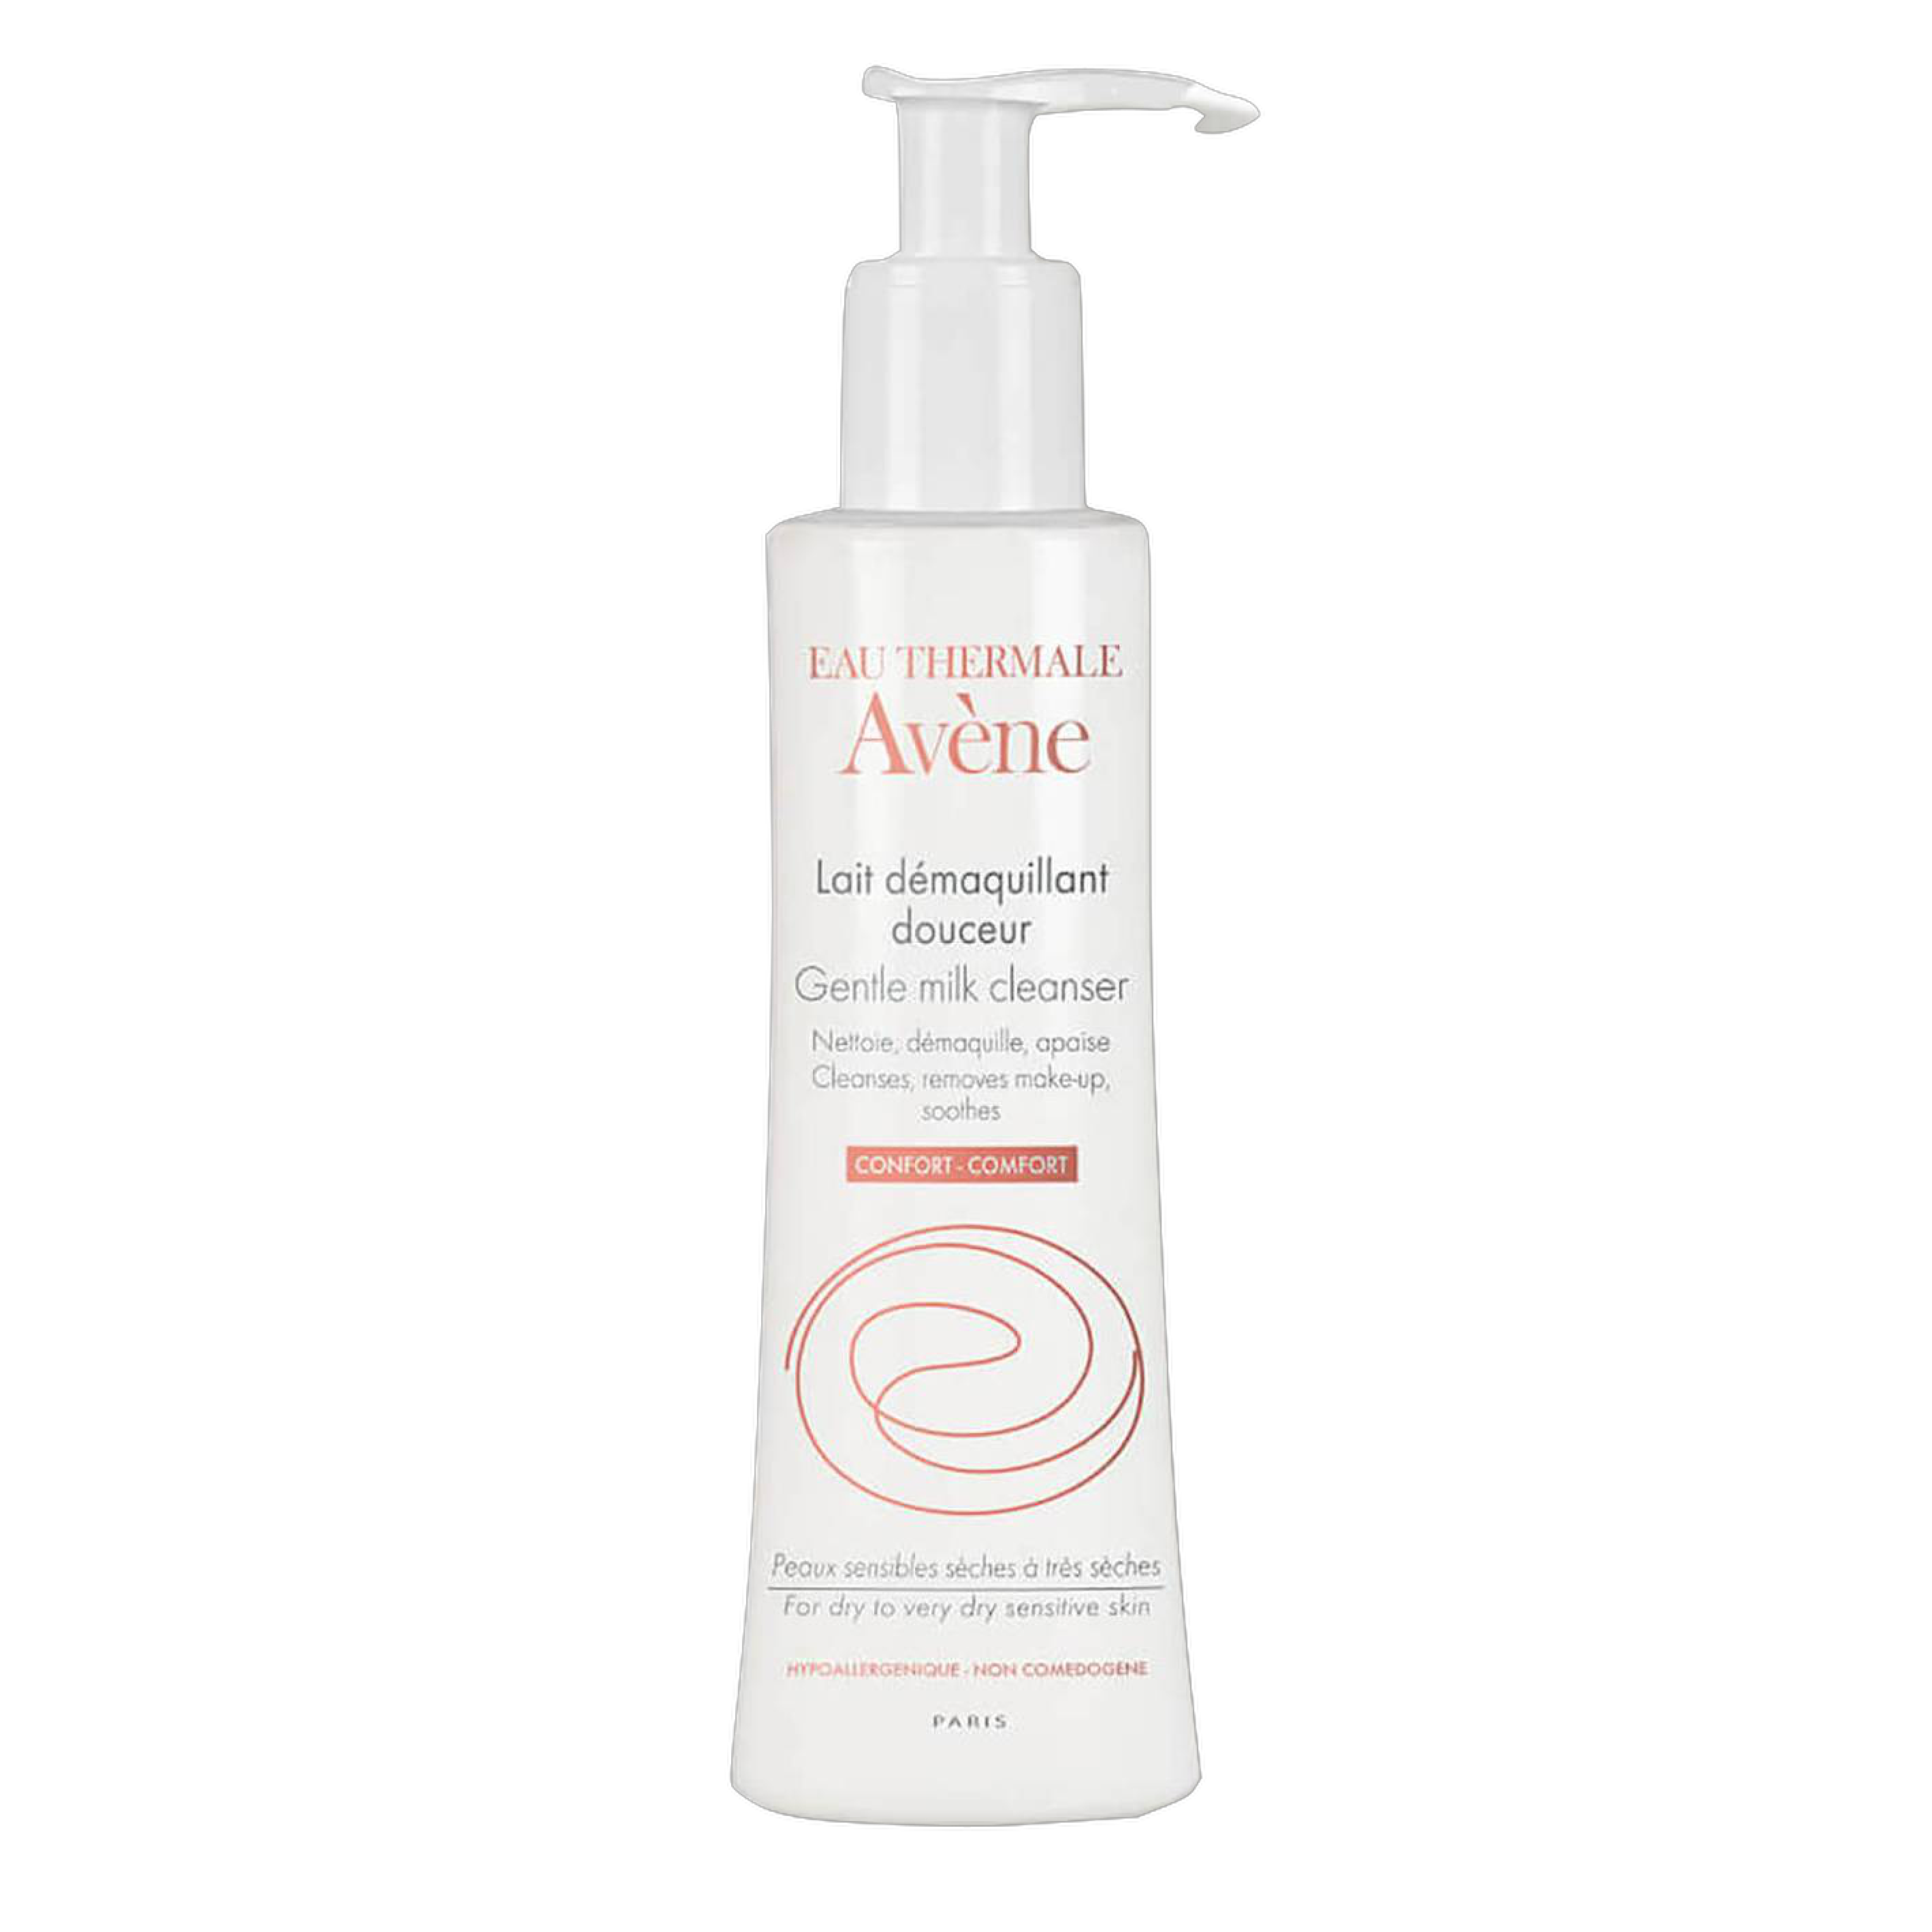 EAU THERMALE
Avène
Lait démaquillant
douceur
Gentle milk cleanser
Nettoie, démaquille, apaise
Cleanses, removes make-up,
soothes
CONFORT - COMFORT
Peaux sensibles sèches à très sèches
For dry to very dry sensitive skin
HYPOALLERGENIQUE - NON COMEDOGENE
PARIS